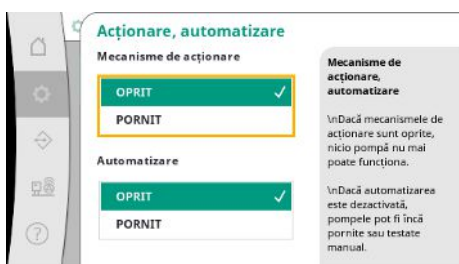 Acționare, automatizare
Mecanisme de acționare
OPRIT
PORNIT
Automatizare
OPRIT
PORNIT
Mecanisme de
acționare,
automatizare
\nDacă mecanismele de
acționare sunt oprite,
nicio pompă nu mai
poate funcționa.
\nDacă automatizarea
este dezactivată,
pompele pot fi încă
pornite sau testate
manual.